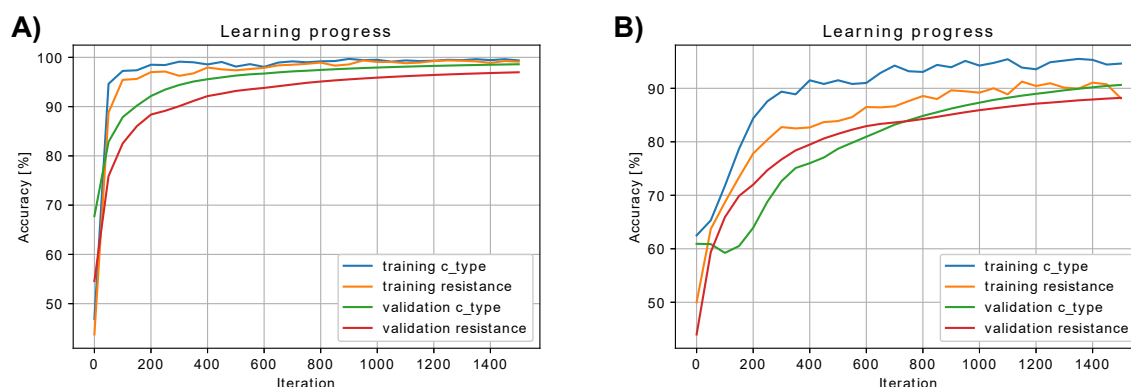 A)
Learning progress
Accuracy [%]
100
90
80
70
60
50
0 200 400 600 800 1000 1200 1400
Iteration
training c_type
training resistance
validation c_type
validation resistance
B)
Learning progress
Accuracy [%]
90
80
70
60
50
0 200 400 600 800 1000 1200 1400
Iteration
training c_type
training resistance
validation c_type
validation resistance